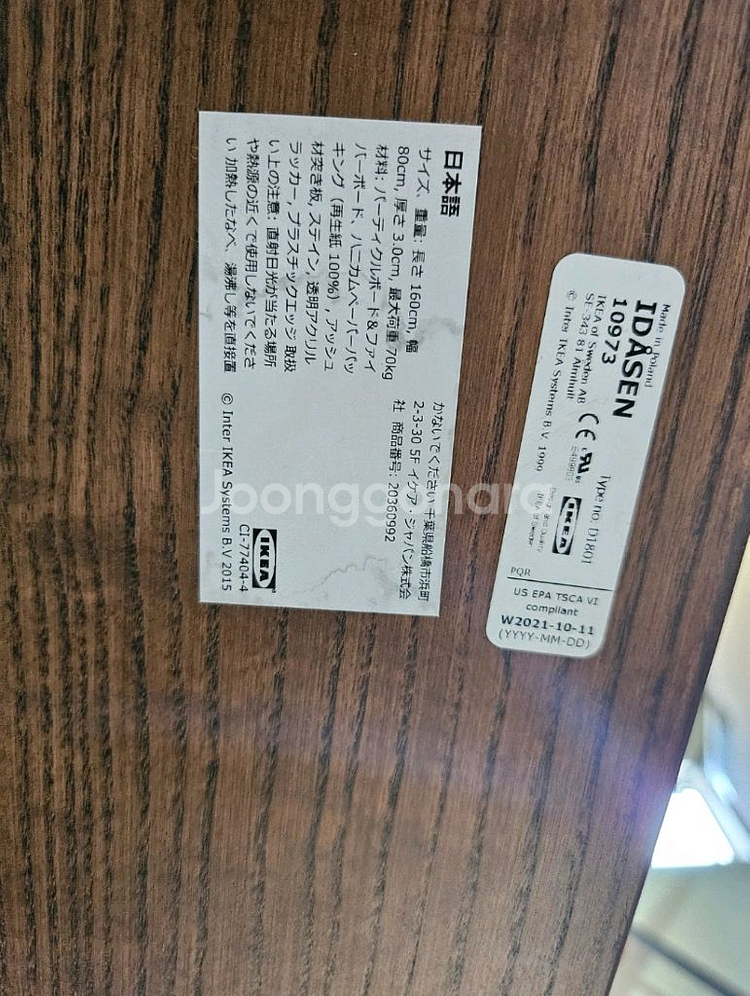 日本語
サイズ、重量: 長さ 160cm, 幅
80cm, 厚さ 3.0cm, 最大荷重 70kg
材料: パーティクルボード&ファイ
バーボード、ハニカムペーパーパッ
キング (再生紙 100%) , アッシュ
材突き板, ステイン, 透明アクリル
ラッカー, プラスチックエッジ 取扱
い上の注意: 直射日光が当たる場所
や熱源の近くで使用しないでくださ
い 加熱したなべ、湯沸し等を直接置
かないでください 千葉県船橋市浜町
2-3-30 5F イケア・ジャパン株式会
社 商品番号: 20360992
IKEA
CI-77404-4
© Inter IKEA Systems B.V 2015
Made in Poland
IDÅSEN
10973
IKEA of Sweden AB
SE-343 81 Älmhult
© Inter IKEA Systems B.V. 1999
CE
Type no. D1801
IKEA
Design and Quality
IKEA of Sweden
PQR
US EPA TSCA VI
compliant
W2021-10-11
(YYYY-MM-DD)
Joonggonara